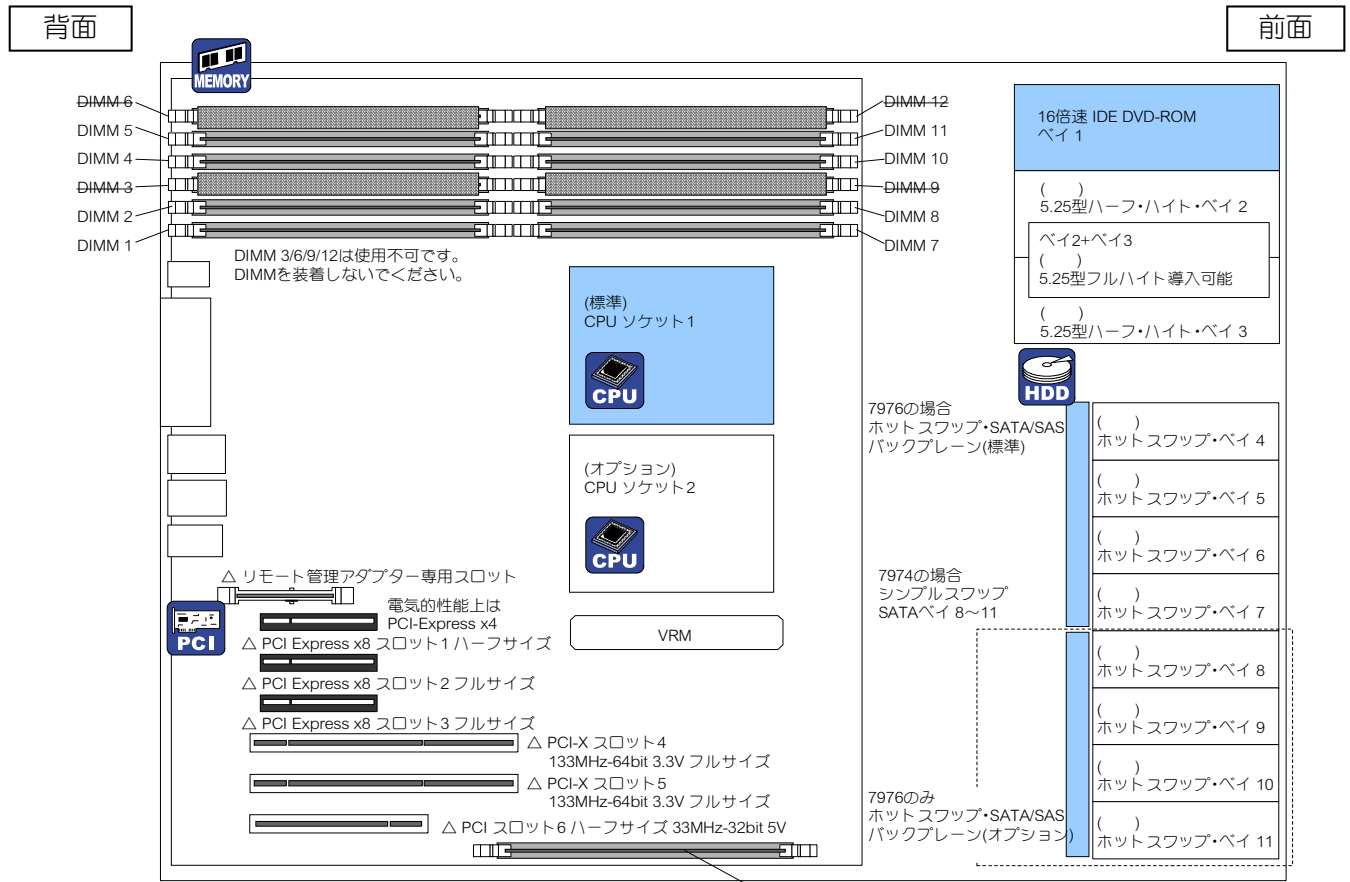 背面
前面
MEMORY
DIMM 6
DIMM 5
DIMM 4
DIMM 3
DIMM 2
DIMM 1
DIMM 12
DIMM 11
DIMM 10
DIMM 9
DIMM 8
DIMM 7
DIMM 3/6/9/12は使用不可です。
DIMMを装着しないでください。
16倍速 IDE DVD-ROM
ベイ 1
(　　)
5.25型ハーフ・ハイト・ベイ 2
ベイ2+ベイ3
(　　)
5.25型フルハイト導入可能
(　　)
5.25型ハーフ・ハイト・ベイ 3
(標準)
CPU ソケット1
CPU
(オプション)
CPU ソケット2
CPU
VRM
HDD
7976の場合
ホットスワップ・SATA/SAS
バックプレーン(標準)
(　　)
ホットスワップ・ベイ 4
(　　)
ホットスワップ・ベイ 5
(　　)
ホットスワップ・ベイ 6
(　　)
ホットスワップ・ベイ 7
7974の場合
シンプルスワップ
SATAベイ 8～11
(　　)
ホットスワップ・ベイ 8
(　　)
ホットスワップ・ベイ 9
(　　)
ホットスワップ・ベイ 10
(　　)
ホットスワップ・ベイ 11
7976のみ
ホットスワップ・SATA/SAS
バックプレーン(オプション)
△ リモート管理アダプター専用スロット
PCI
電気的性能上は
PCI-Express x4
△ PCI Express x8 スロット1 ハーフサイズ
△ PCI Express x8 スロット2 フルサイズ
△ PCI Express x8 スロット3 フルサイズ
△ PCI-X スロット4
133MHz-64bit 3.3V フルサイズ
△ PCI-X スロット5
133MHz-64bit 3.3V フルサイズ
△ PCI スロット6 ハーフサイズ 33MHz-32bit 5V